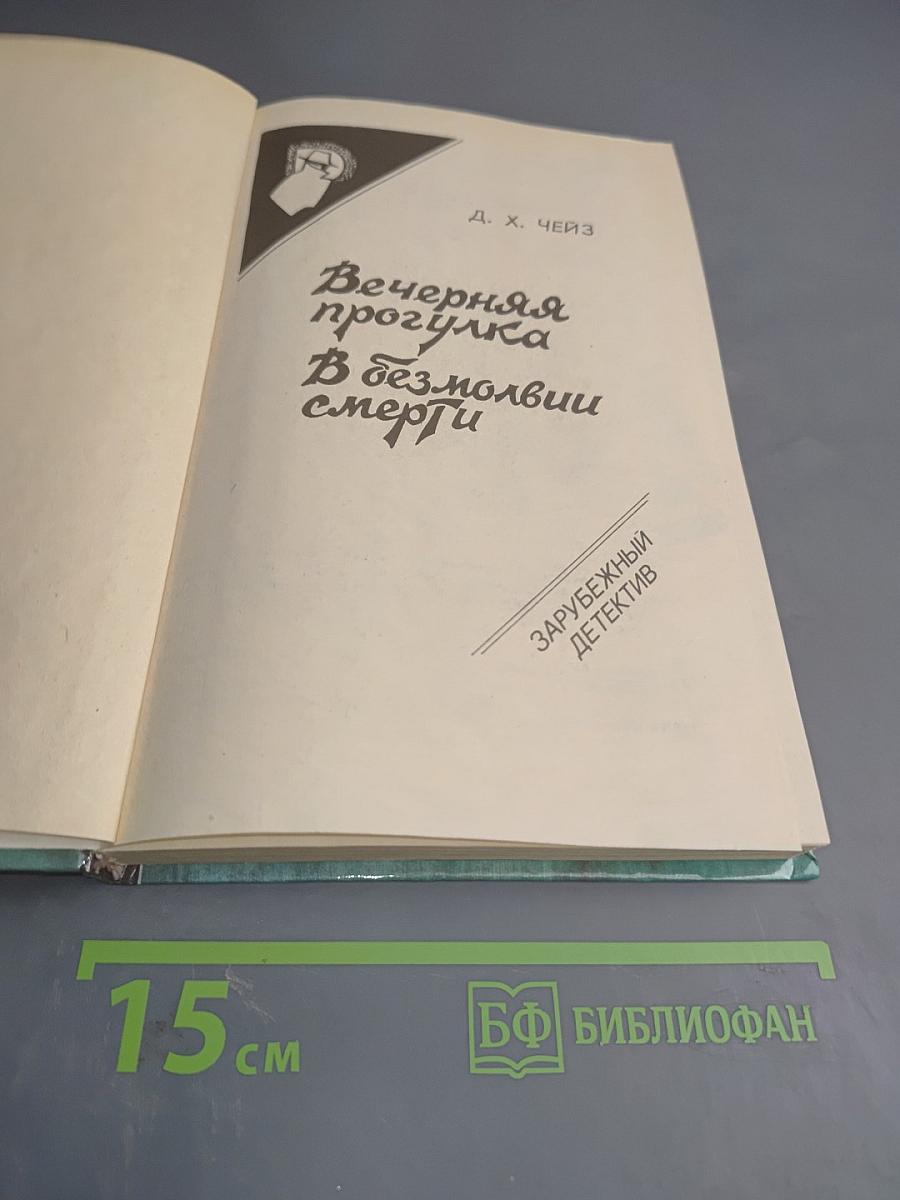 Д. Х. ЧЕЙЗ
Вечерняя
прогулка
В безмолвии
смерти
ЗАРУБЕЖНЫЙ
ДЕТЕКТИВ
15 см
БФ БИБЛИОФАН